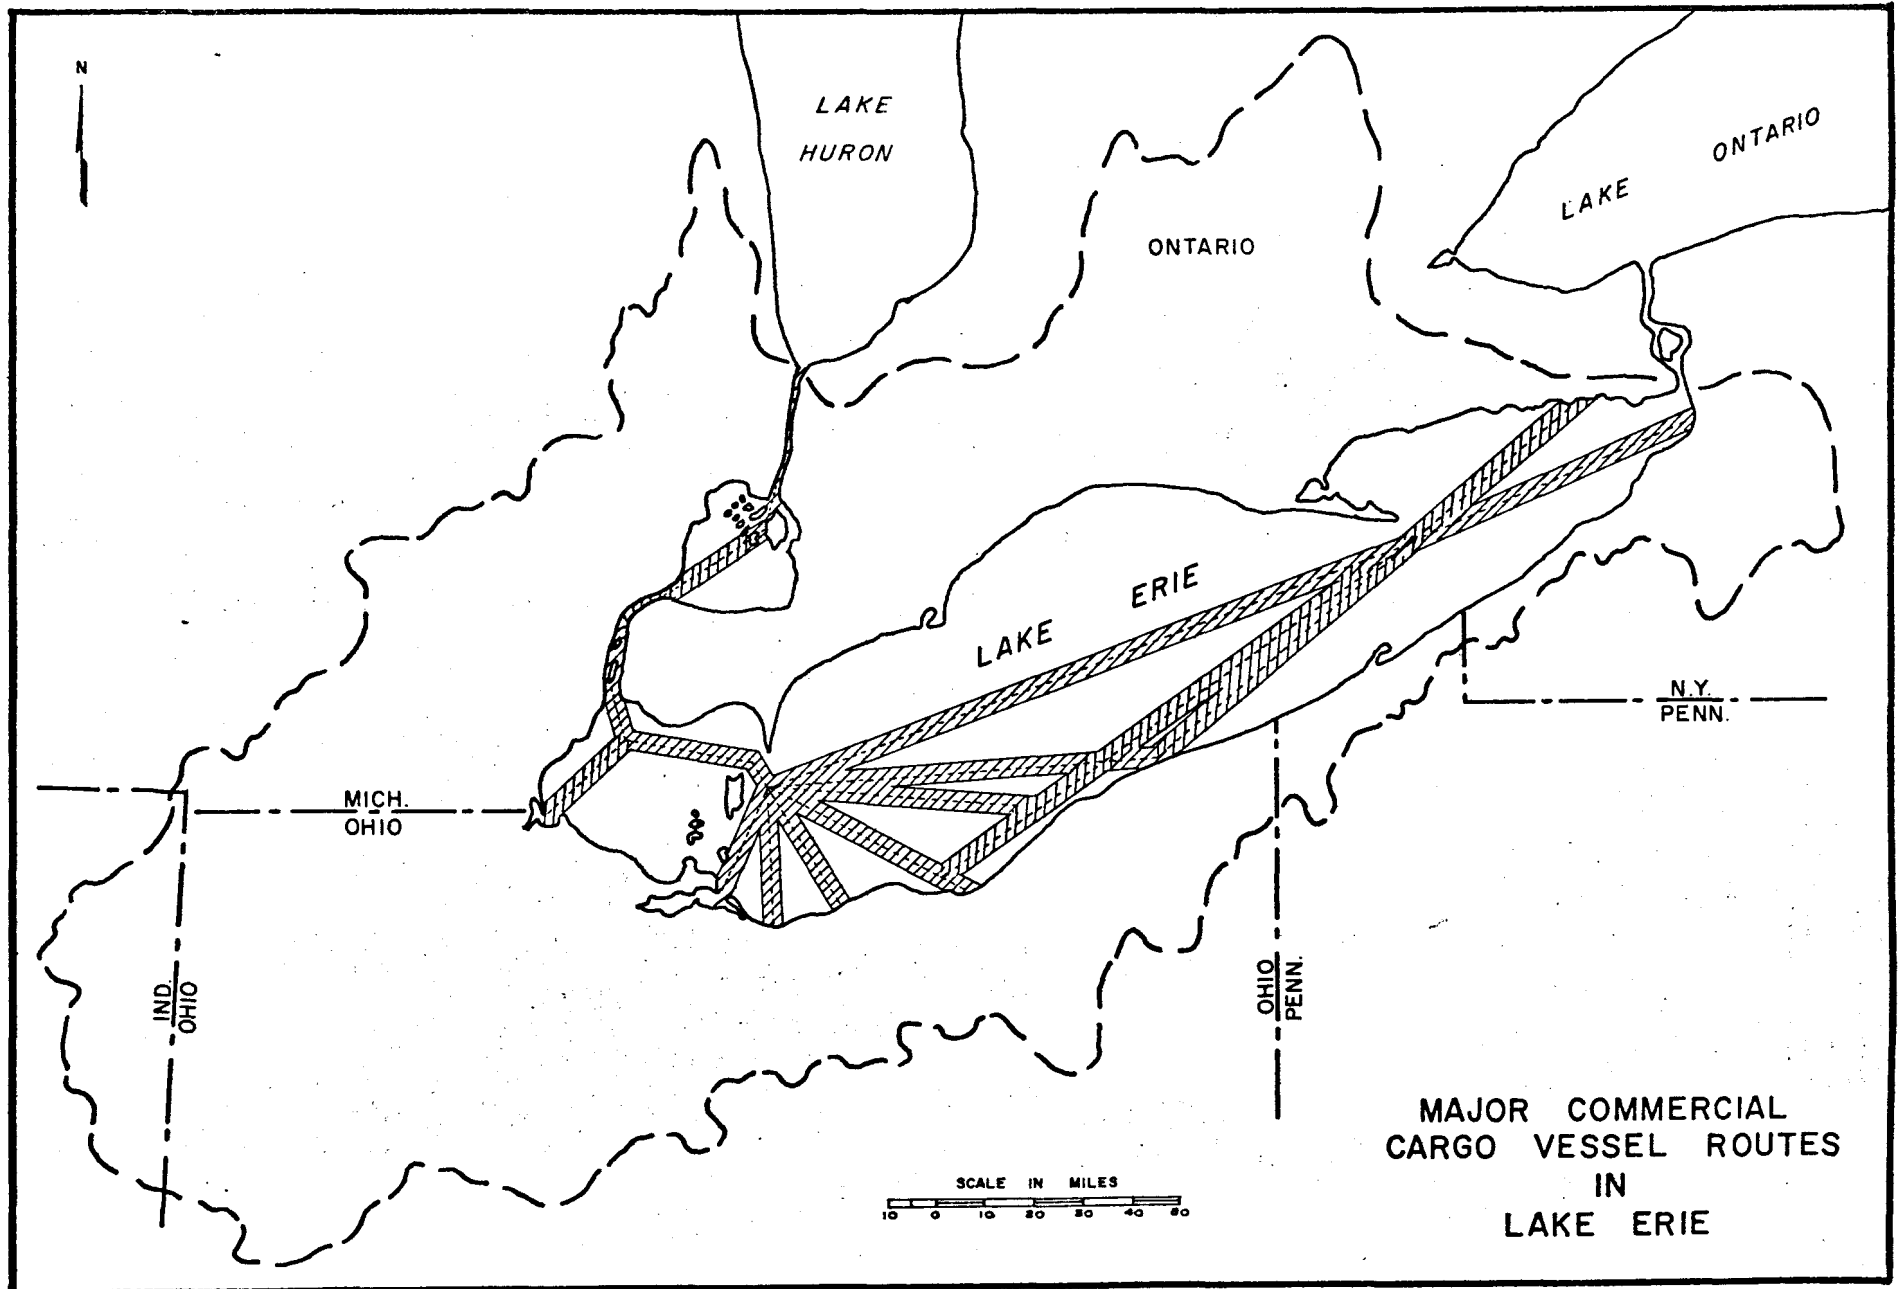 N
LAKE
HURON
LAKE ONTARIO
ONTARIO
LAKE ERIE
N.Y.
PENN.
MICH.
OHIO
IND.
OHIO
OHIO
PENN.
MAJOR COMMERCIAL
CARGO VESSEL ROUTES
IN
LAKE ERIE
SCALE IN MILES
10 0 10 20 30 40 50